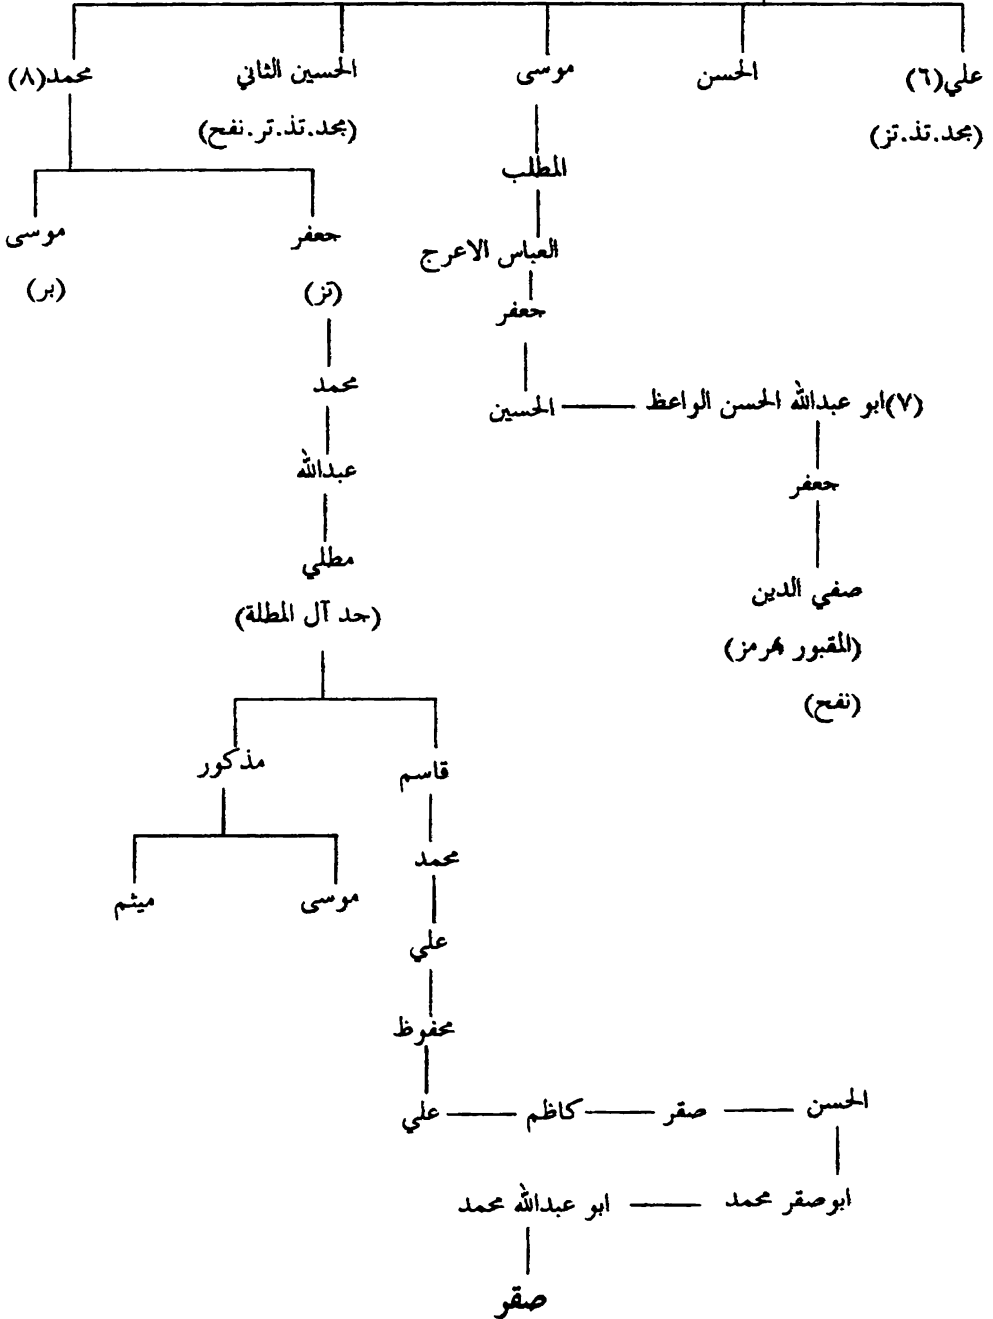 علي(٦) الحسن موسى الحسين الثاني محمد(٨)
(مجد.تذ.تز) (مجد.تذ.تر.نفح)
المطلب
جعفر موسى
العباس الاعرج
(تز) (بر)
جعفر
محمد
(٧)ابو عبدالله الحسن الواعظ الحسين
عبدالله
جعفر
مطلي
صفي الدين
(جد آل المطلة)
(المقبور بهرمز)
(نفح)
قاسم مذكور
محمد
موسى ميثم
علي
محفوظ
الحسن صقر كاظم علي
ابوصقر محمد ابو عبدالله محمد
صقر